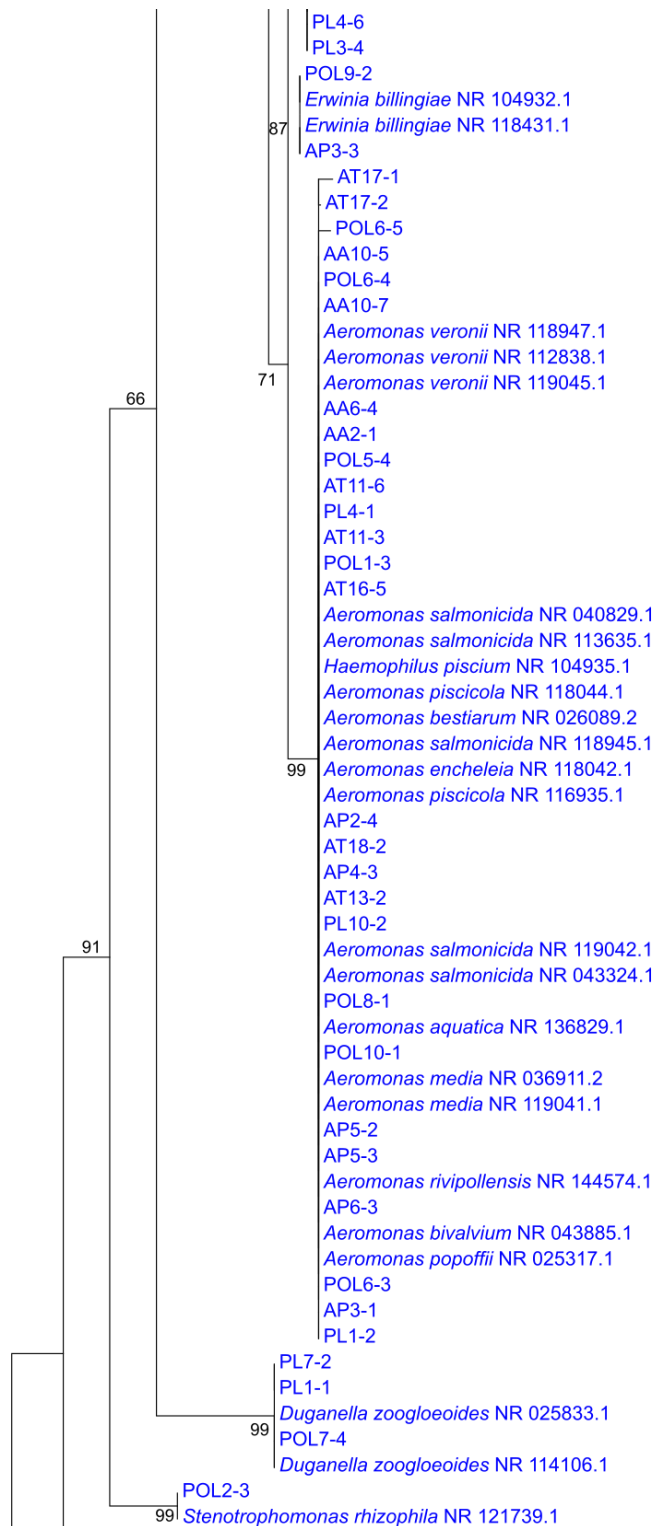 PL4-6
PL3-4
POL9-2
Erwinia billingiae NR 104932.1
87
Erwinia billingiae NR 118431.1
AP3-3
AT17-1
AT17-2
POL6-5
AA10-5
POL6-4
AA10-7
Aeromonas veronii NR 118947.1
Aeromonas veronii NR 112838.1
71
Aeromonas veronii NR 119045.1
66
AA6-4
AA2-1
POL5-4
AT11-6
PL4-1
AT11-3
POL1-3
AT16-5
Aeromonas salmonicida NR 040829.1
Aeromonas salmonicida NR 113635.1
Haemophilus piscium NR 104935.1
Aeromonas piscicola NR 118044.1
Aeromonas bestiarum NR 026089.2
Aeromonas salmonicida NR 118945.1
99
Aeromonas encheleia NR 118042.1
Aeromonas piscicola NR 116935.1
AP2-4
AT18-2
AP4-3
AT13-2
PL10-2
91
Aeromonas salmonicida NR 119042.1
Aeromonas salmonicida NR 043324.1
POL8-1
Aeromonas aquatica NR 136829.1
POL10-1
Aeromonas media NR 036911.2
Aeromonas media NR 119041.1
AP5-2
AP5-3
Aeromonas rivipollensis NR 144574.1
AP6-3
Aeromonas bivalvium NR 043885.1
Aeromonas popoffii NR 025317.1
POL6-3
AP3-1
PL1-2
PL7-2
PL1-1
Duganella zoogloeoides NR 025833.1
99
POL7-4
Duganella zoogloeoides NR 114106.1
POL2-3
99
Stenotrophomonas rhizophila NR 121739.1